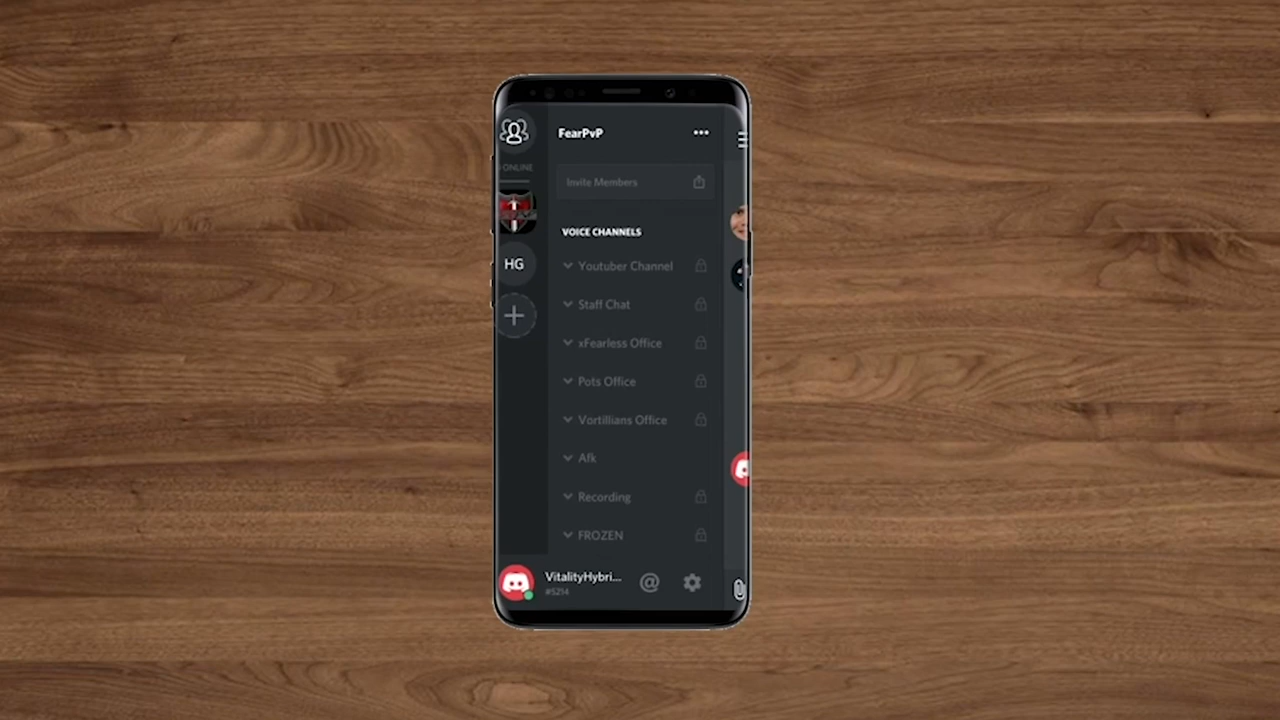 FearPvP
ONLINE
Invite Members
HG
VOICE CHANNELS
Youtuber Channel
Staff Chat
xFearless Office
Pots Office
Vortillians Office
Afk
Recording
FROZEN
VitalityHybri...
#5214